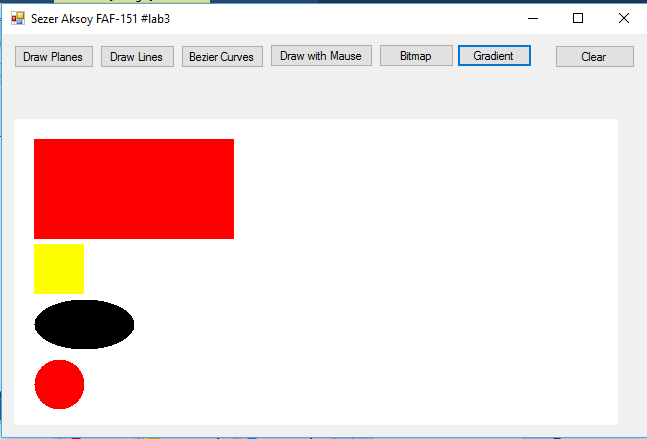 Sezer Aksoy FAF-151 #lab3
Draw Planes Draw Lines Bezier Curves Draw with Mause Bitmap Gradient Clear